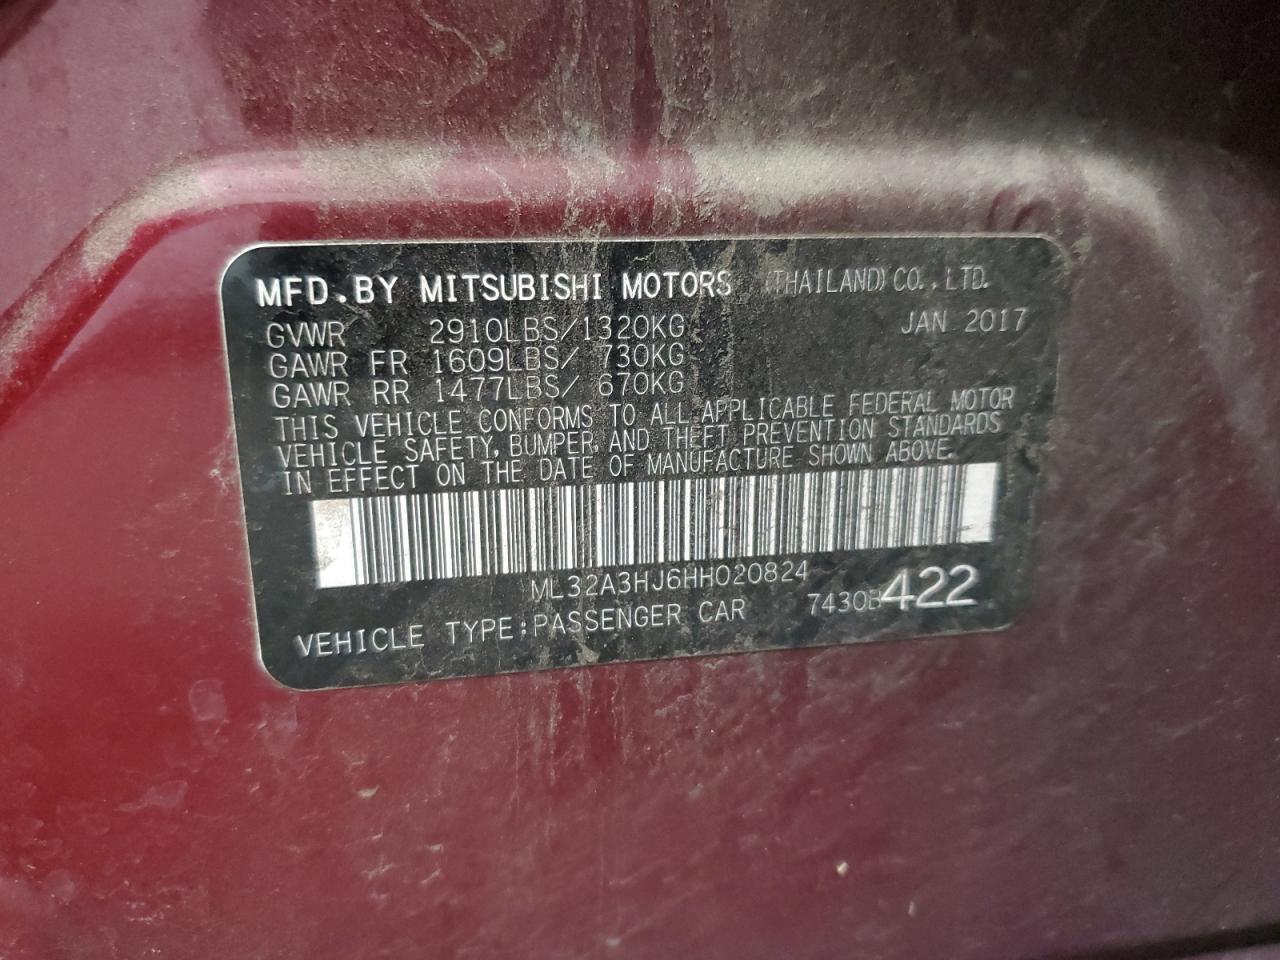 MFD.BY MITSUBISHI MOTORS (THAILAND) CO.,LTD.
GVWR 2910LBS/1320KG JAN 2017
GAWR FR 1609LBS/ 730KG
GAWR RR 1477LBS/ 670KG
THIS VEHICLE CONFORMS TO ALL APPLICABLE FEDERAL MOTOR
VEHICLE SAFETY, BUMPER, AND THEFT PREVENTION STANDARDS
IN EFFECT ON THE DATE OF MANUFACTURE SHOWN ABOVE.
ML32A3HJ6HH020824
VEHICLE TYPE:PASSENGER CAR 7430B422